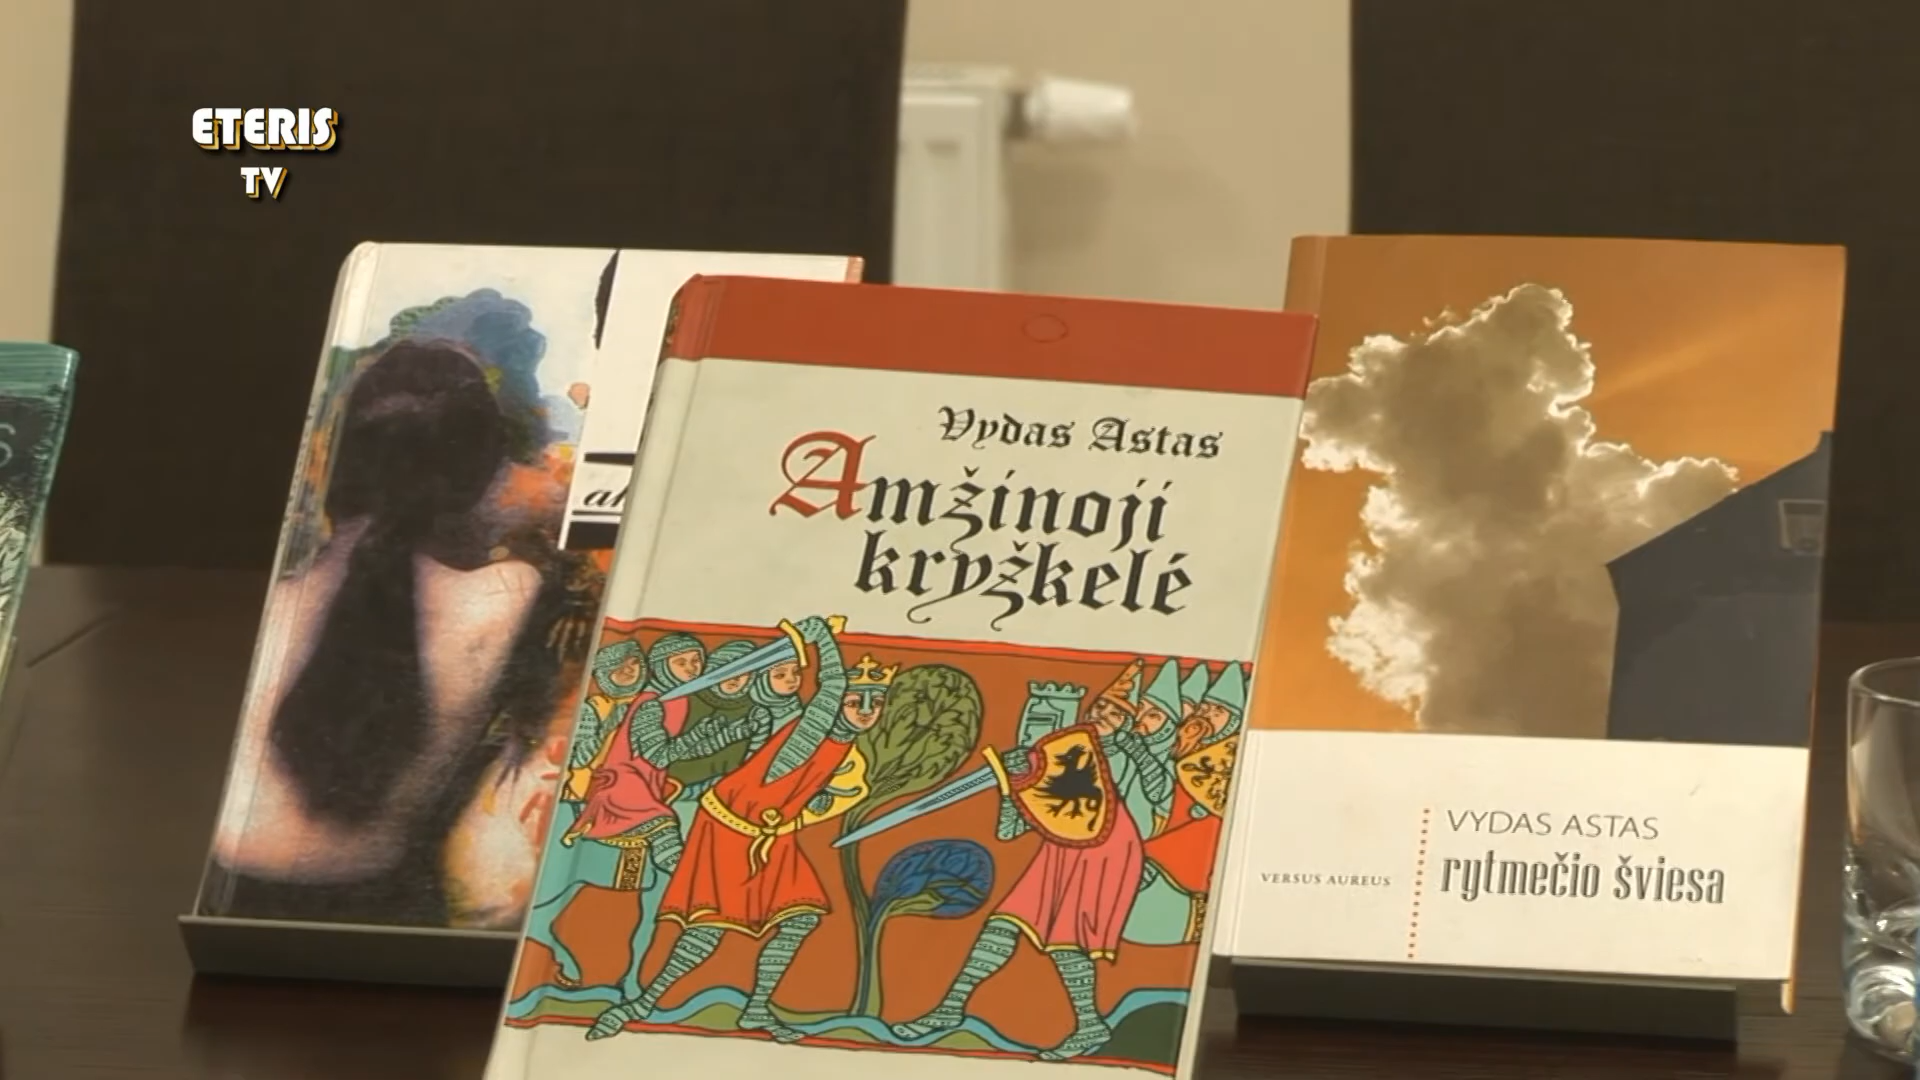 ETERIS
TV
Vydas Astas
Amžinoji
kryžkelė
VYDAS ASTAS
rytmečio šviesa
VERSUS AUREUS